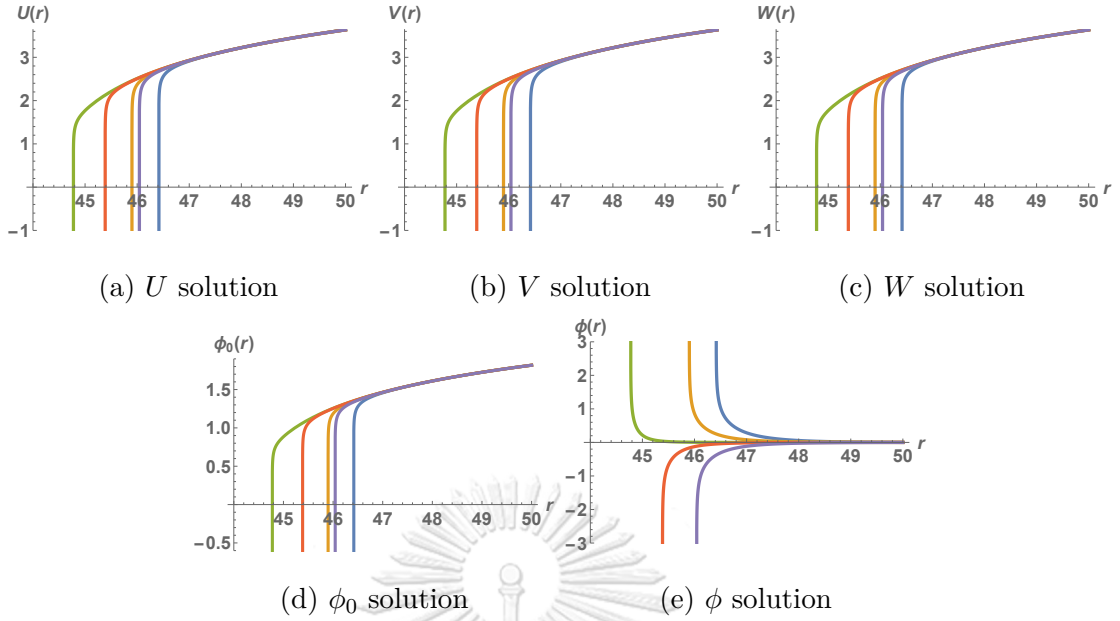 U(r) V(r) W(r)
3 3 3
2 2 2
1 1 1
45 46 47 48 49 50 r 45 46 47 48 49 50 r 45 46 47 48 49 50 r
−1 −1 −1
(a) U solution (b) V solution (c) W solution
ϕ₀(r) ϕ(r)
3
1.5 2
1.0 1
45 46 47 48 49 50 r
0.5 −1
45 46 47 48 49 50 r
−2
−0.5 −3
(d) ϕ₀ solution (e) ϕ solution